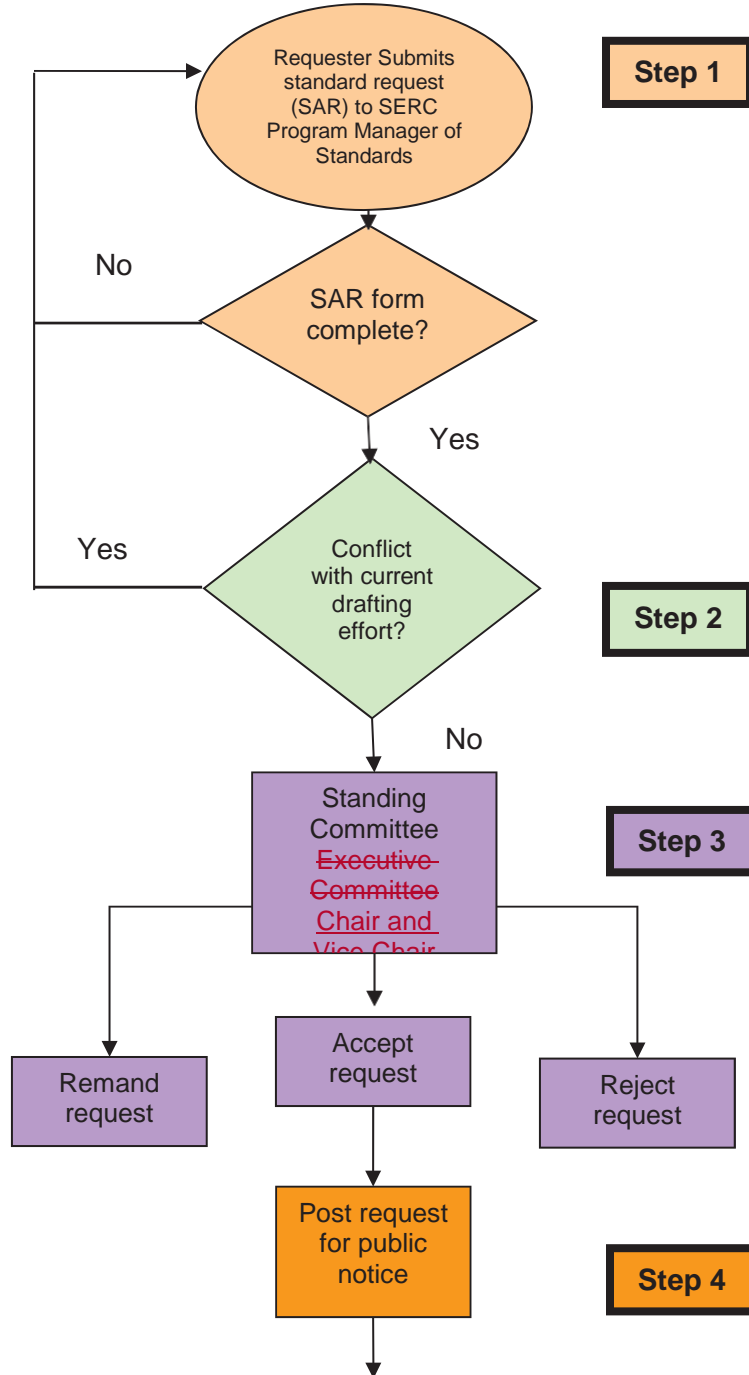 Requester Submits
standard request
(SAR) to SERC
Program Manager of
Standards
Step 1
No
SAR form
complete?
Yes
Yes
Conflict
with current
drafting
effort?
Step 2
No
Standing
Committee
Executive
Committee
Chair and
Vice Chair
Step 3
Remand
request
Accept
request
Reject
request
Post request
for public
notice
Step 4